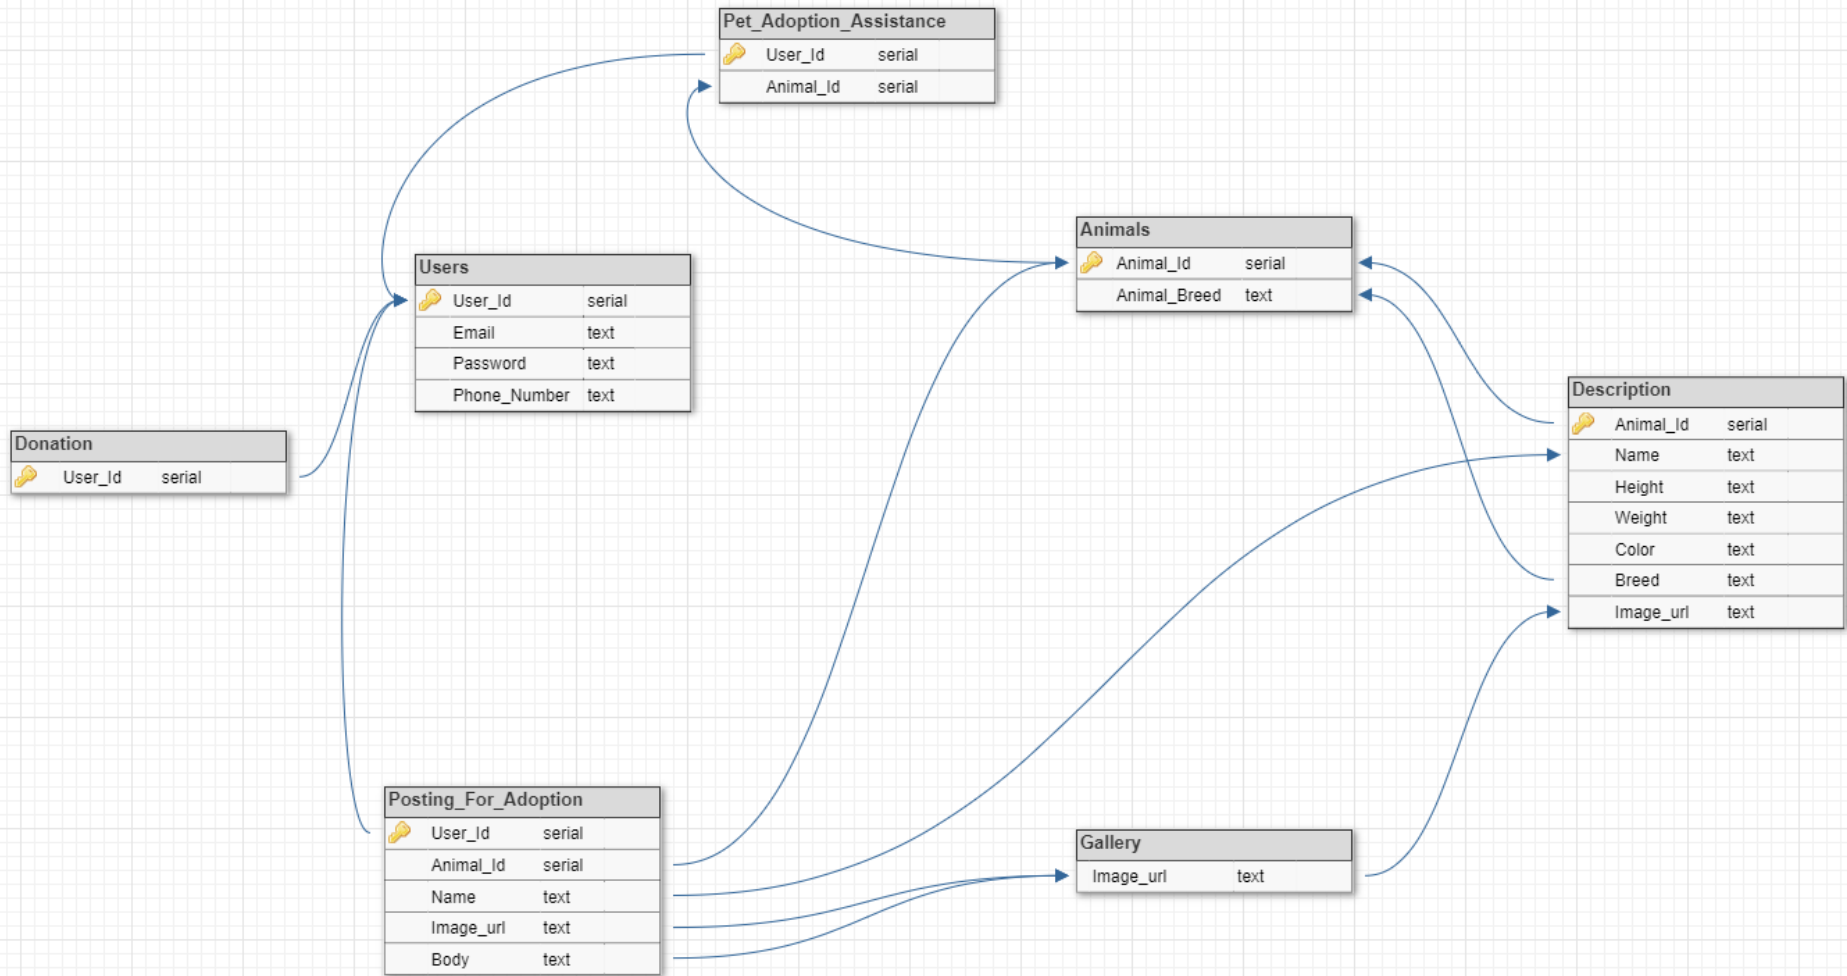 Pet_Adoption_Assistance
User_Id serial
Animal_Id serial
Animals
Animal_Id serial
Animal_Breed text
Users
User_Id serial
Email text
Password text
Phone_Number text
Description
Animal_Id serial
Name text
Height text
Weight text
Color text
Breed text
Image_url text
Donation
User_Id serial
Posting_For_Adoption
User_Id serial
Animal_Id serial
Name text
Image_url text
Body text
Gallery
Image_url text